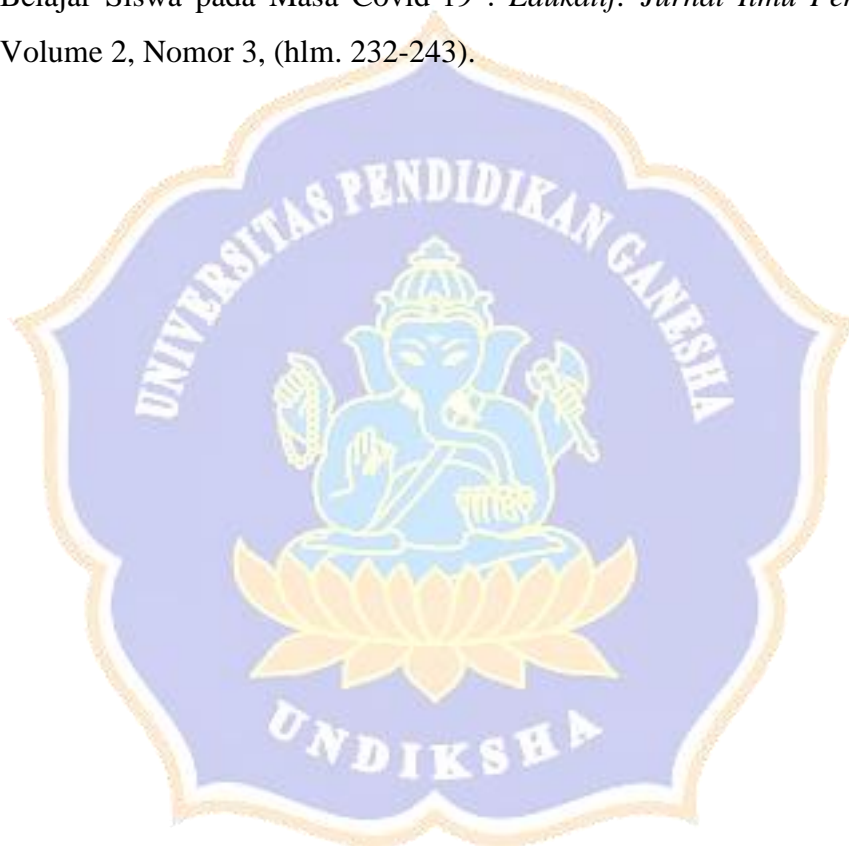 Belajar Siswa pada Masa Covid-19". Edukatif: Jurnal Ilmu
Volume 2, Nomor 3, (hlm. 232-243).
UNIVERSITAS PENDIDIKAN GANESHA
UNDIKSHA